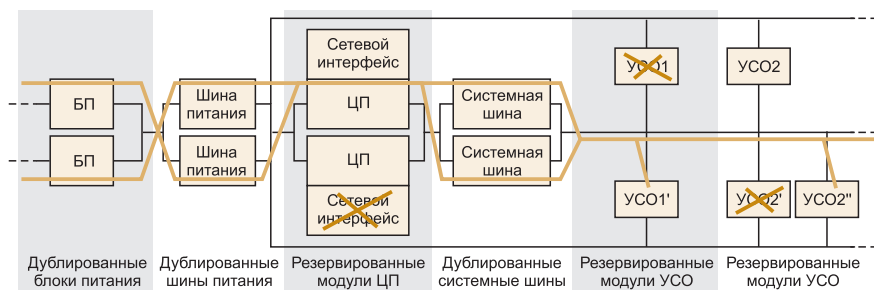 Сетевой
интерфейс
БП
Шина
питания
ЦП
Системная
шина
УСО1
УСО2
БП
Шина
питания
ЦП
Системная
шина
Сетевой
интерфейс
УСО1'
УСО2'
УСО2''
Дублированные
блоки питания
Дублированные
шины питания
Резервированные
модули ЦП
Дублированные
системные шины
Резервированные
модули УСО
Резервированные
модули УСО